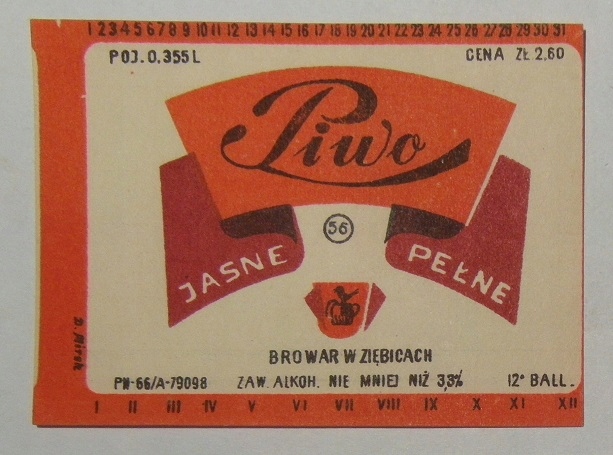 1 2 3 4 5 6 7 8 9 10 11 12 13 14 15 16 17 18 19 20 21 22 23 24 25 26 27 28 29 30 31
POJ. 0,355 L
CENA ZŁ 2,60
Piwo
56
JASNE PEŁNE
BROWAR W ZIĘBICACH
PN-66/A-79098 ZAW. ALKOH. NIE MNIEJ NIŻ 3,3% 12° BALL.
I II III IV V VI VII VIII IX X XI XII